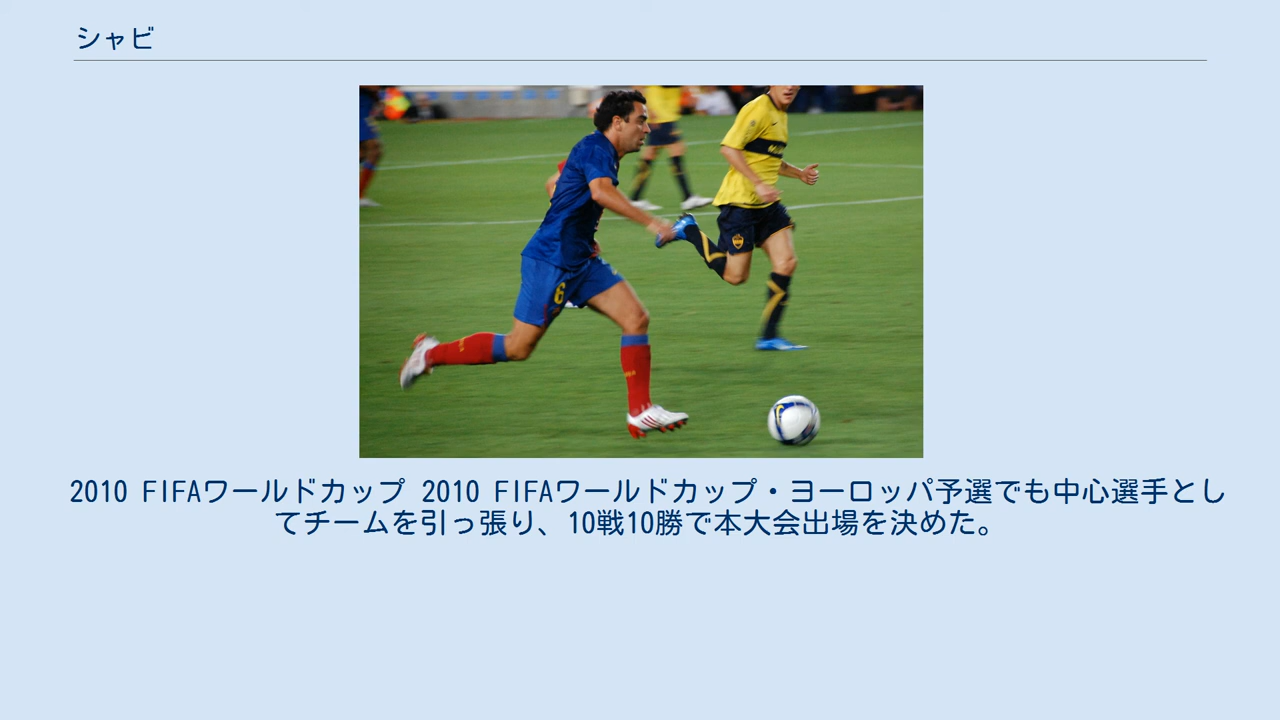 シャビ
6
2010 FIFAワールドカップ 2010 FIFAワールドカップ・ヨーロッパ予選でも中心選手とし
てチームを引っ張り、10戦10勝で本大会出場を決めた。